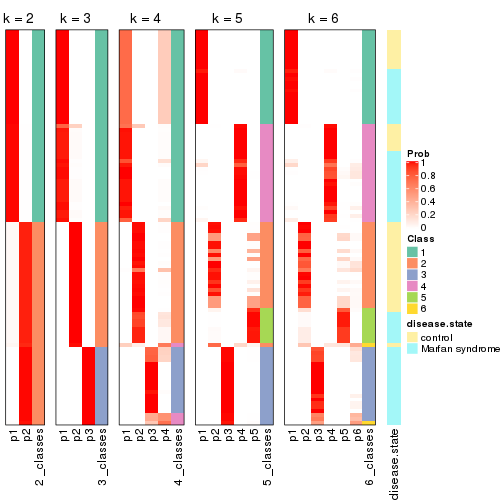 k = 2
k = 3
k = 4
k = 5
k = 6
p1
p2
2_classes
p1
p2
p3
3_classes
p1
p2
p3
p4
4_classes
p1
p2
p3
p4
p5
5_classes
p1
p2
p3
p4
p5
p6
6_classes
disease.state
Prob
1
0.8
0.6
0.4
0.2
0
Class
1
2
3
4
5
6
disease.state
control
Marfan syndrome